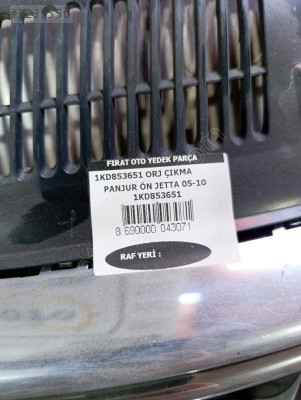 FIRAT OTO YEDEK PARÇA
1KD853651 ORJ ÇIKMA
PANJUR ÖN JETTA 05-10
1KD853651
8 690000 043071
RAF YERİ :